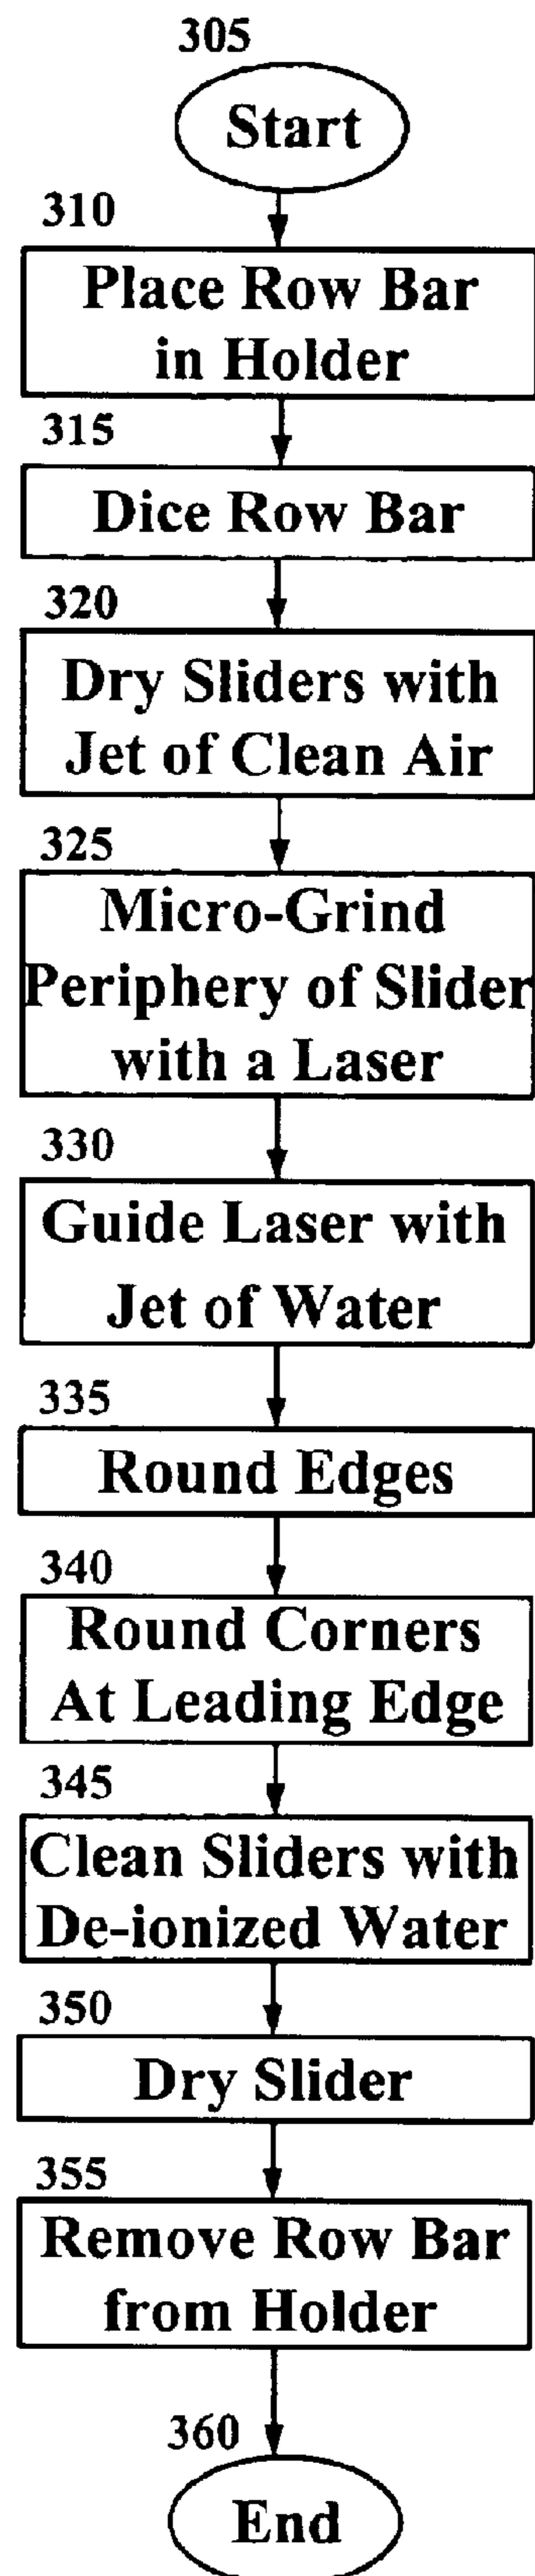 305
Start
310
Place Row Bar
in Holder
315
Dice Row Bar
320
Dry Sliders with
Jet of Clean Air
325
Micro-Grind
Periphery of Slider
with a Laser
330
Guide Laser with
Jet of Water
335
Round Edges
340
Round Corners
At Leading Edge
345
Clean Sliders with
De-ionized Water
350
Dry Slider
355
Remove Row Bar
from Holder
360
End